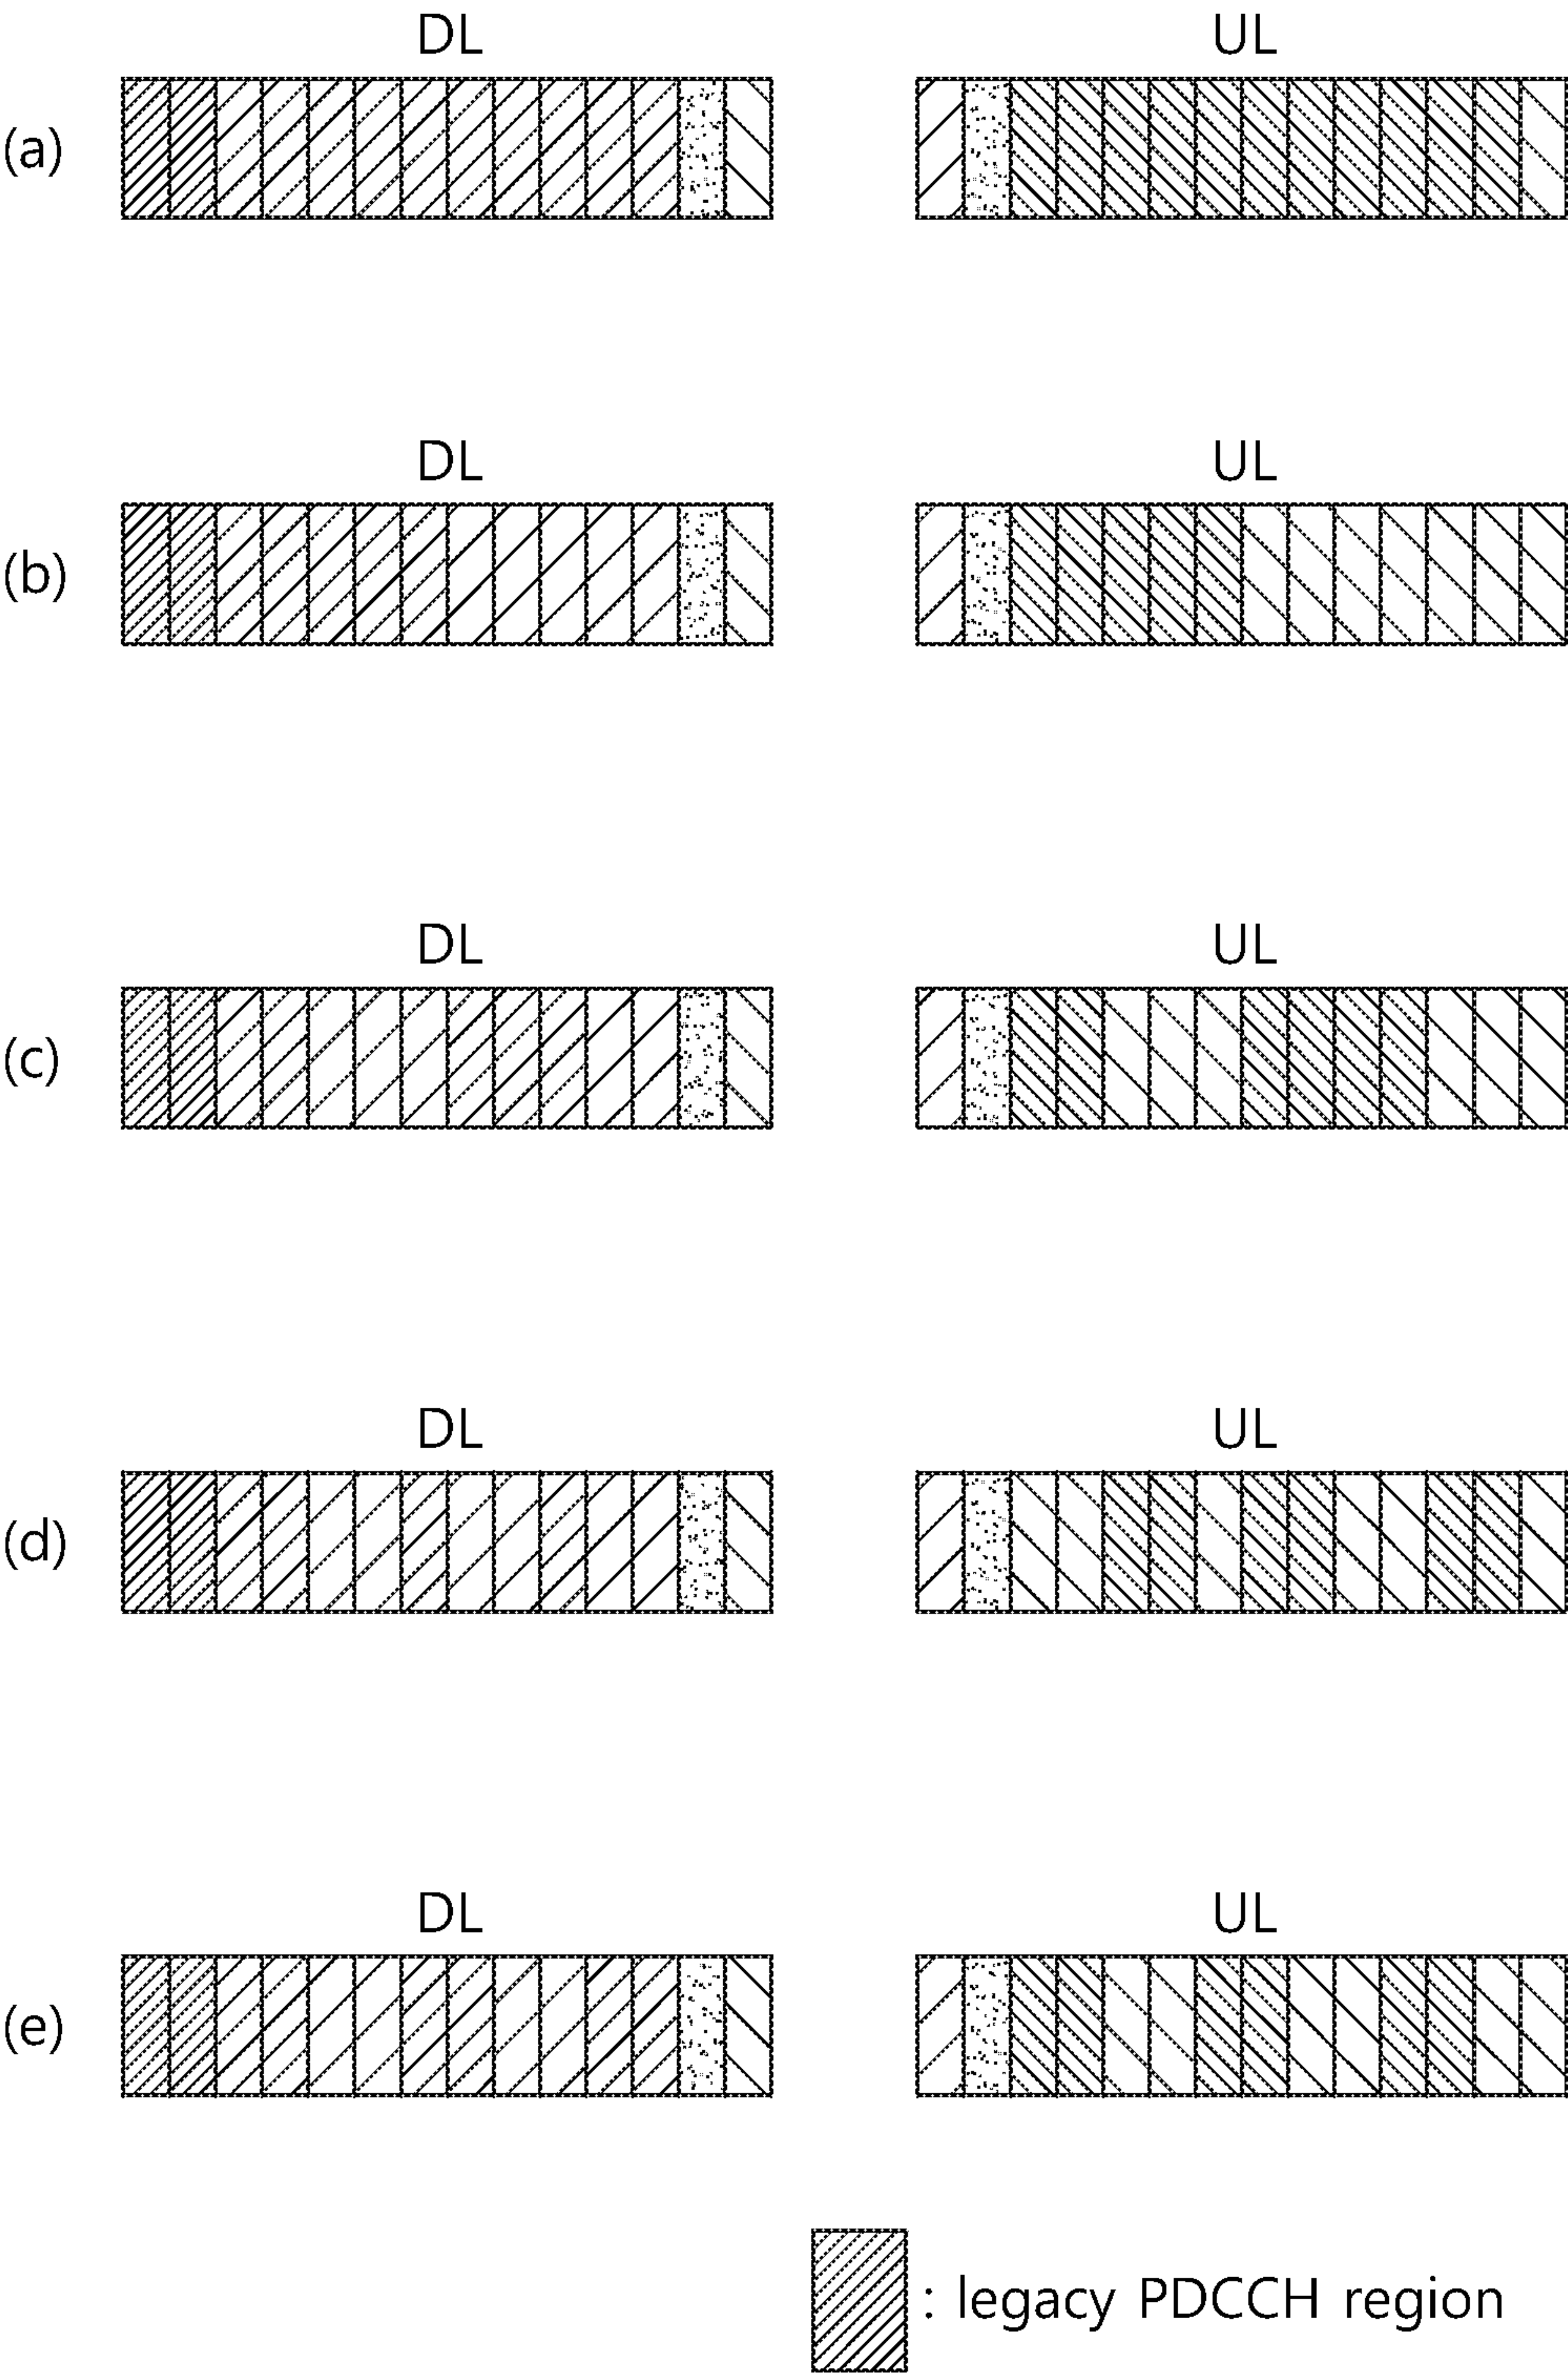 DL UL
(a)
DL UL
(b)
DL UL
(c)
DL UL
(d)
DL UL
(e)
: legacy PDCCH region